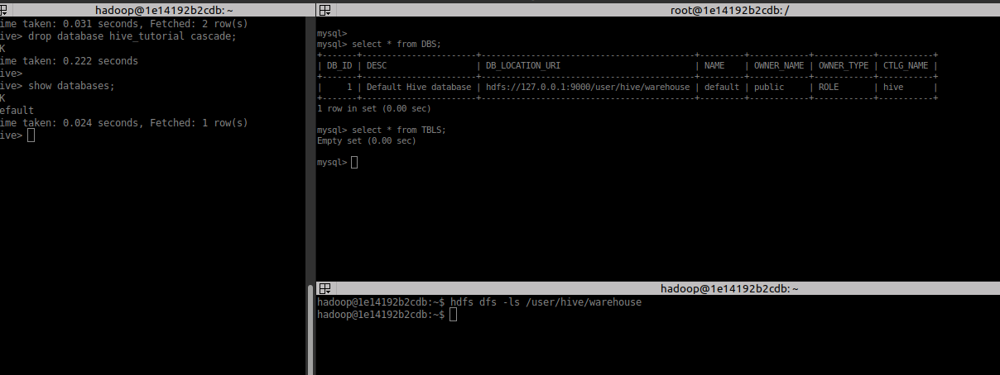 hadoop@1e14192b2cdb: ~
ime taken: 0.031 seconds, Fetched: 2 row(s)
ive> drop database hive_tutorial cascade;
K
ime taken: 0.222 seconds
ive>
ive> show databases;
K
efault
ime taken: 0.024 seconds, Fetched: 1 row(s)
ive>
root@1e14192b2cdb: /
mysql>
mysql> select * from DBS;
+-------+-----------------------+------------------------------------------+---------+------------+------------+-----------+
| DB_ID | DESC                  | DB_LOCATION_URI                          | NAME    | OWNER_NAME | OWNER_TYPE | CTLG_NAME |
+-------+-----------------------+------------------------------------------+---------+------------+------------+-----------+
|     1 | Default Hive database | hdfs://127.0.0.1:9000/user/hive/warehouse | default | public     | ROLE       | hive      |
+-------+-----------------------+------------------------------------------+---------+------------+------------+-----------+
1 row in set (0.00 sec)
mysql> select * from TBLS;
Empty set (0.00 sec)
mysql>
hadoop@1e14192b2cdb: ~
hadoop@1e14192b2cdb:~$ hdfs dfs -ls /user/hive/warehouse
hadoop@1e14192b2cdb:~$